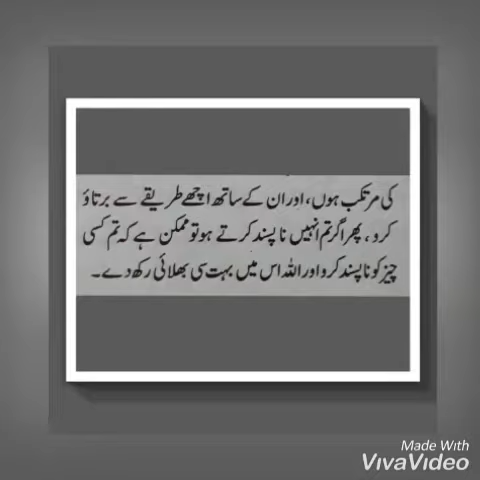 کی مرتکب ہوں، اور ان کے ساتھ اچھے طریقے سے برتاؤ
کرو، پھر اگر تم انہیں ناپسند کرتے ہو تو ممکن ہے کہ تم کسی
چیز کو ناپسند کرو اور اللہ اس میں بہت سی بھلائی رکھ دے۔
Made With
VivaVideo